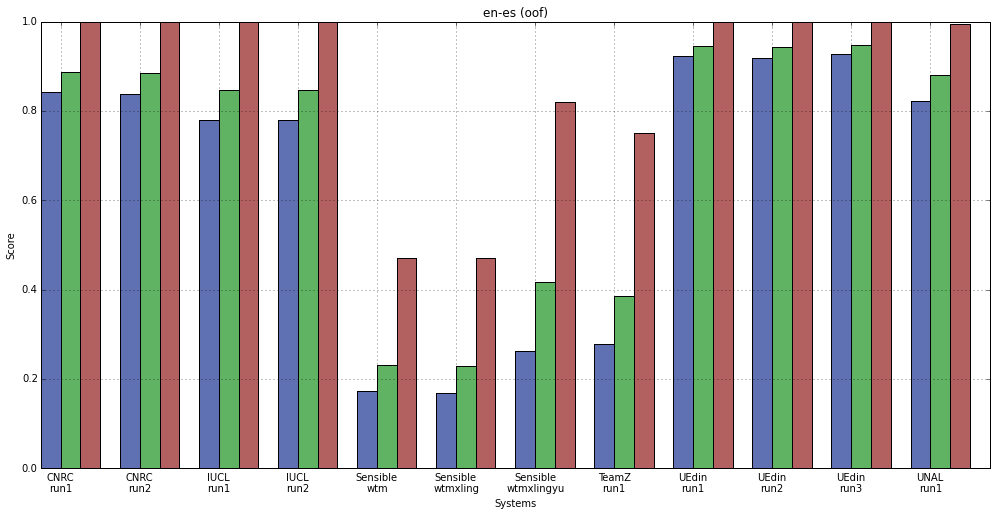 en-es (oof)
1.0
0.8
0.6
0.4
0.2
0.0
Score
CNRC
run1
CNRC
run2
IUCL
run1
IUCL
run2
Sensible
wtm
Sensible
wtmxling
Sensible
wtmxlingyu
TeamZ
run1
UEdin
run1
UEdin
run2
UEdin
run3
UNAL
run1
Systems